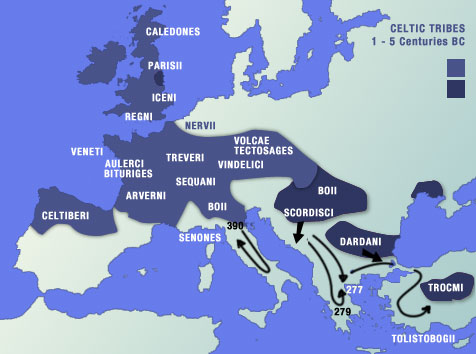 CELTIC TRIBES
1 - 5 Centuries BC
CALEDONES
PARISII
ICENI
REGNI
NERVII
VENETI
AULERCI
BITURIGES
TREVERI
VOLCAE
TECTOSAGES
VINDELICI
SEQUANI
ARVERNI
BOII
CELTIBERI
BOII
SCORDISCI
SENONES
390
DARDANI
277
279
TROCMI
TOLISTOBOGII